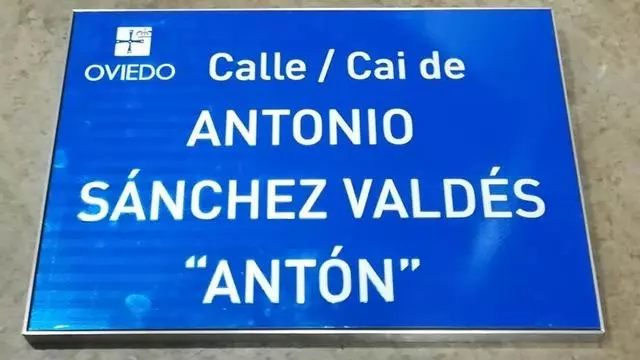 OVIEDO
Calle / Cai de
ANTONIO
SÁNCHEZ VALDÉS
“ANTÓN”